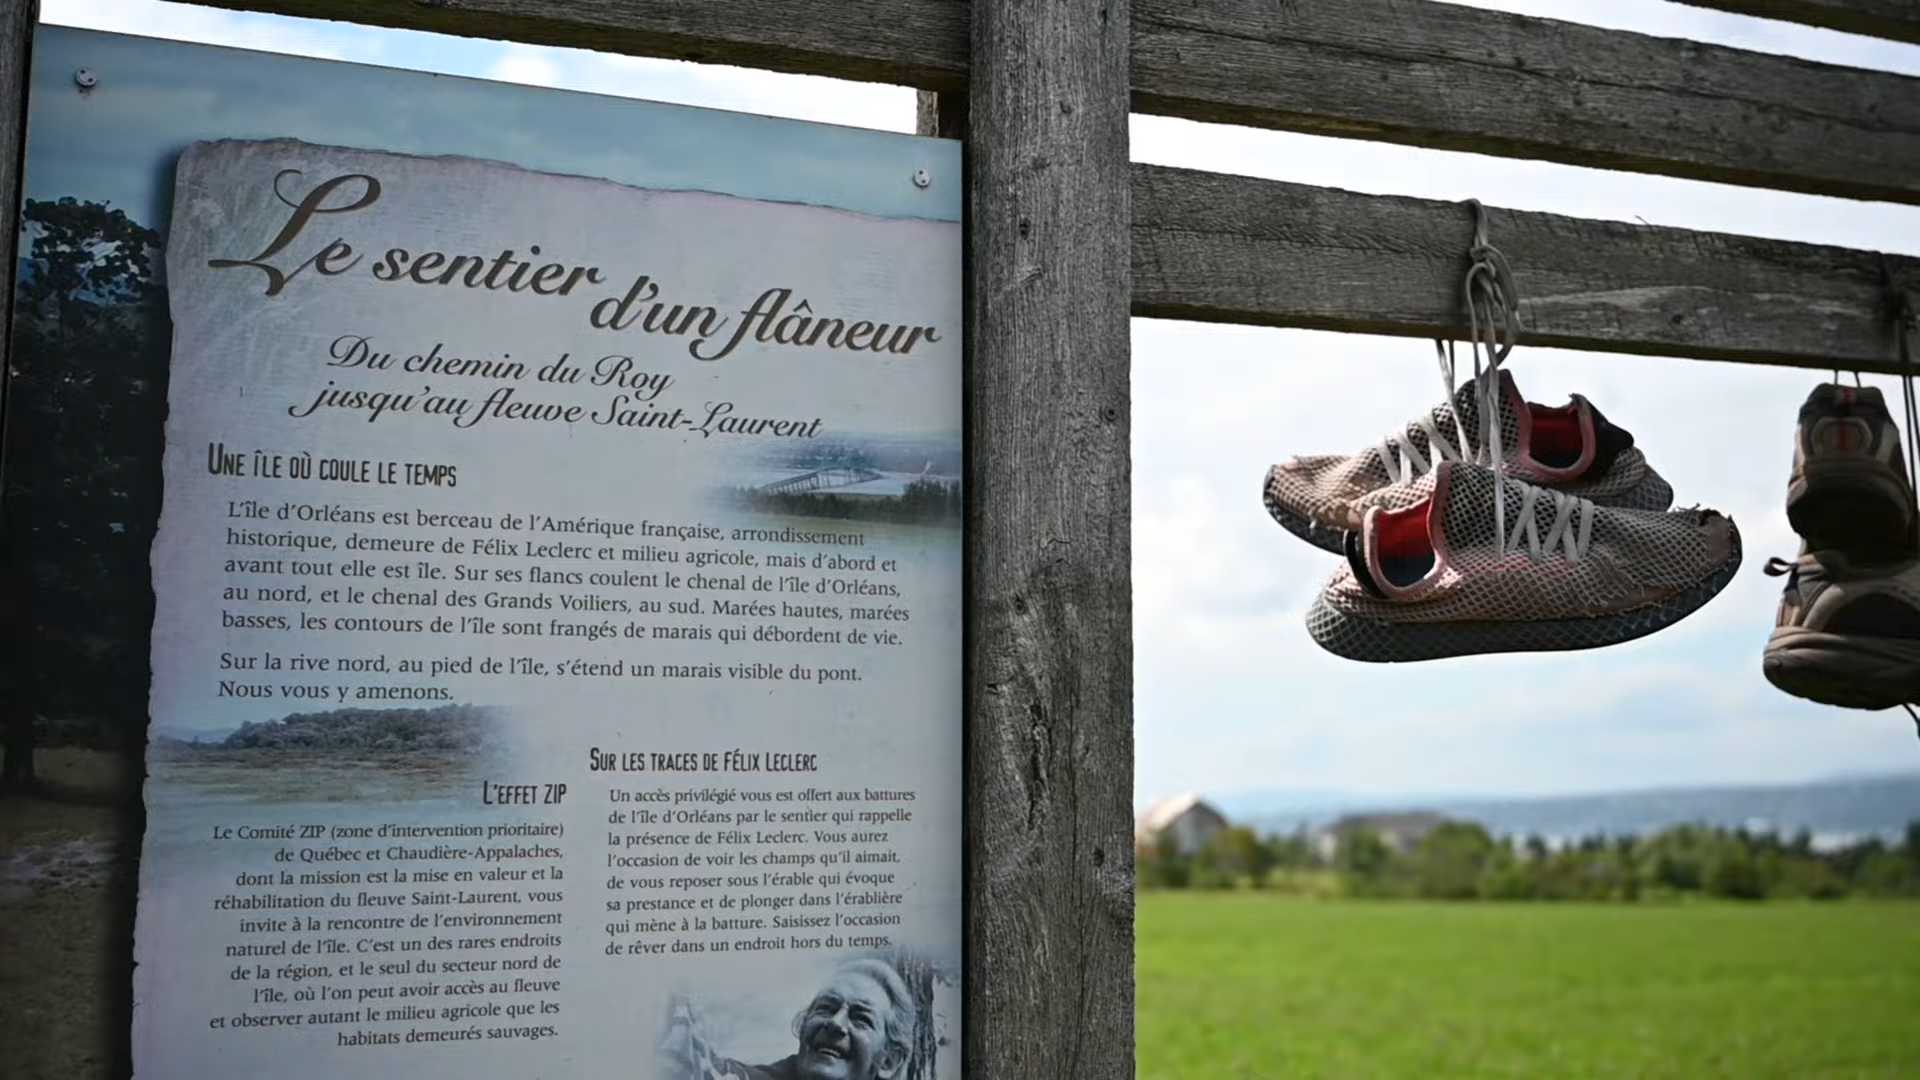 Le sentier d'un flâneur
Du chemin du Roy
jusqu'au fleuve Saint-Laurent
UNE ÎLE OÙ COULE LE TEMPS
L'île d'Orléans est berceau de l'Amérique française, arrondissement
historique, demeure de Félix Leclerc et milieu agricole, mais d'abord et
avant tout elle est île. Sur ses flancs coulent le chenal de l'île d'Orléans,
au nord, et le chenal des Grands Voiliers, au sud. Marées hautes, marées
basses, les contours de l'île sont frangés de marais qui débordent de vie.
Sur la rive nord, au pied de l'île, s'étend un marais visible du pont.
Nous vous y amenons.
L'EFFET ZIP
Le Comité ZIP (zone d'intervention prioritaire)
de Québec et Chaudière-Appalaches,
dont la mission est la mise en valeur et la
réhabilitation du fleuve Saint-Laurent, vous
invite à la rencontre de l'environnement
naturel de l'île. C'est un des rares endroits
de la région, et le seul du secteur nord de
l'île, où l'on peut avoir accès au fleuve
et observer autant le milieu agricole que les
habitats demeurés sauvages.
SUR LES TRACES DE FÉLIX LECLERC
Un accès privilégié vous est offert aux battures
de l'île d'Orléans par le sentier qui rappelle
la présence de Félix Leclerc. Vous aurez
l'occasion de voir les champs qu'il aimait,
de vous reposer sous l'érable qui évoque
sa prestance et de plonger dans l'érablière
qui mène à la batture. Saisissez l'occasion
de rêver dans un endroit hors du temps.